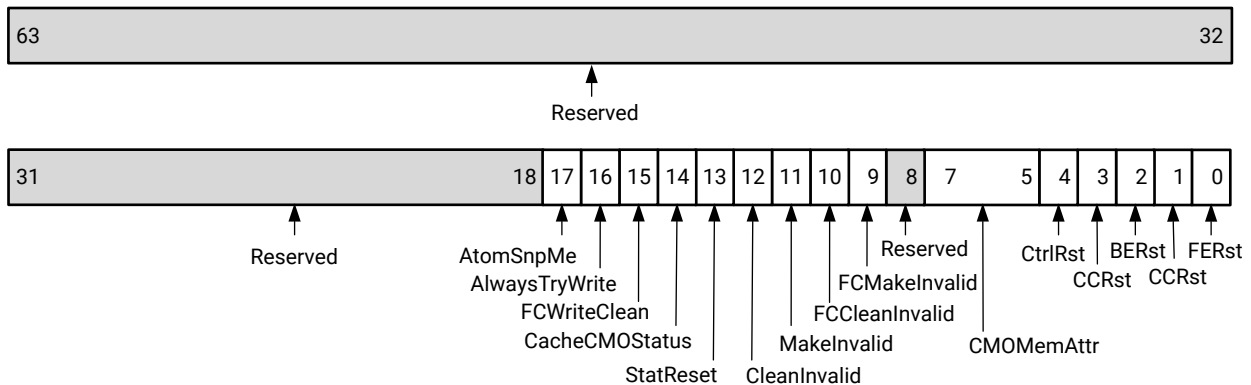 63 32
Reserved
31 18 17 16 15 14 13 12 11 10 9 8 7 5 4 3 2 1 0
Reserved
AtomSnpMe
Reserved
CtrlRst
BERst
FERst
AlwaysTryWrite
FCMakeInvalid
CCRst
CCRst
FCWriteClean
FCCleanInvalid
CacheCMOStatus
MakeInvalid
CMOMemAttr
StatReset
CleanInvalid